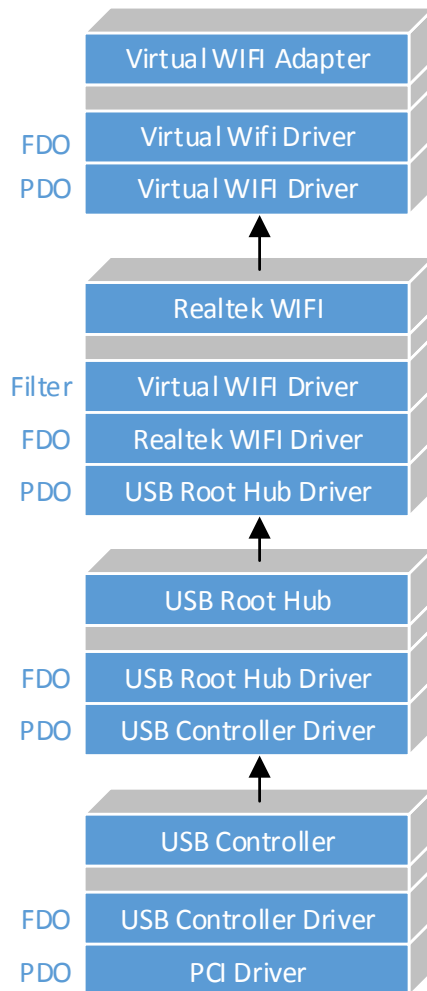 Virtual WIFI Adapter
FDO Virtual Wifi Driver
PDO Virtual WIFI Driver
Realtek WIFI
Filter Virtual WIFI Driver
FDO Realtek WIFI Driver
PDO USB Root Hub Driver
USB Root Hub
FDO USB Root Hub Driver
PDO USB Controller Driver
USB Controller
FDO USB Controller Driver
PDO PCI Driver